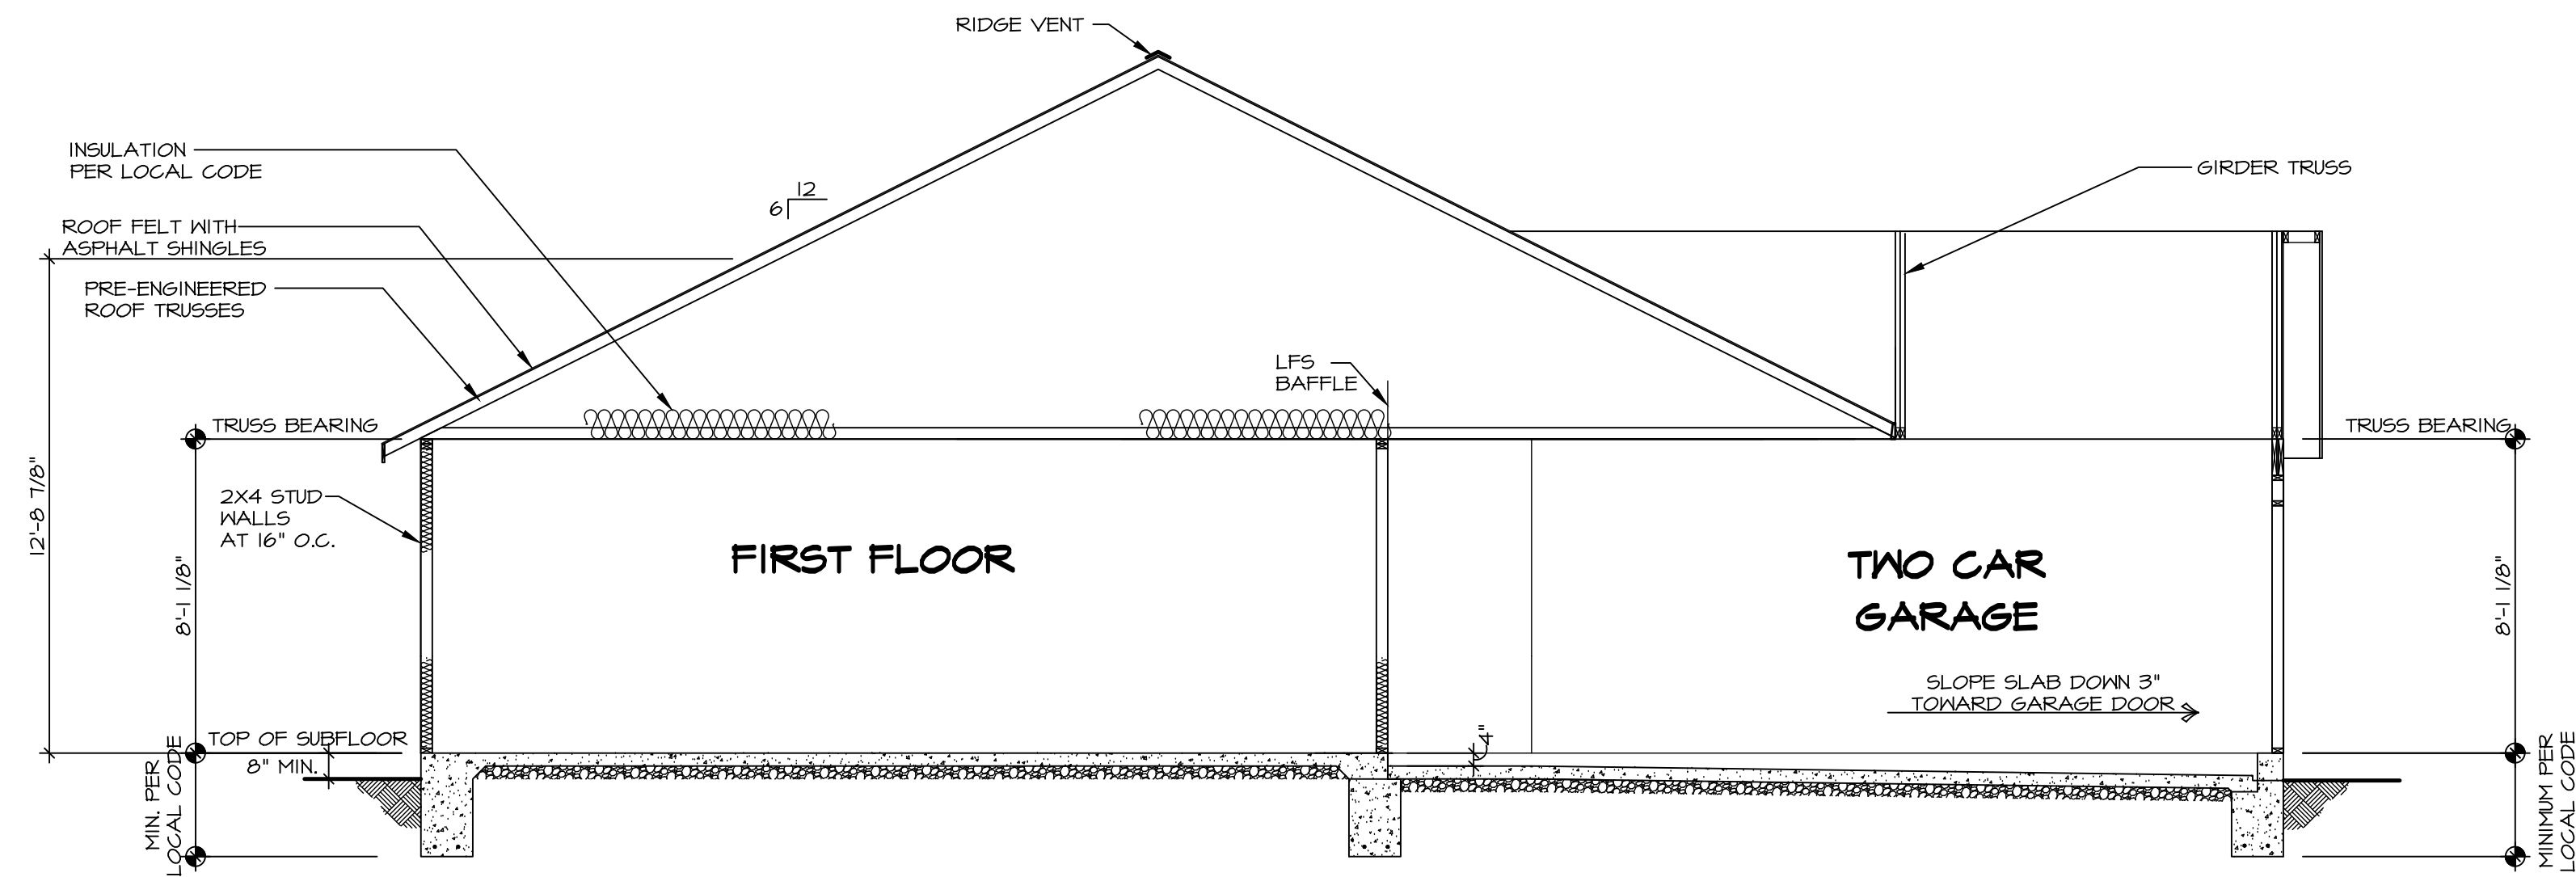 RIDGE VENT
INSULATION
PER LOCAL CODE
12
6
GIRDER TRUSS
ROOF FELT WITH
ASPHALT SHINGLES
PRE-ENGINEERED
ROOF TRUSSES
LFS
BAFFLE
TRUSS BEARING
TRUSS BEARING
12'-8 7/8"
2X4 STUD
WALLS
AT 16" O.C.
8'-1 1/8"
FIRST FLOOR
TWO CAR
GARAGE
8'-1 1/8"
SLOPE SLAB DOWN 3"
TOWARD GARAGE DOOR
TOP OF SUBFLOOR
8" MIN.
4"
MIN. PER
LOCAL CODE
MINIMUM PER
LOCAL CODE